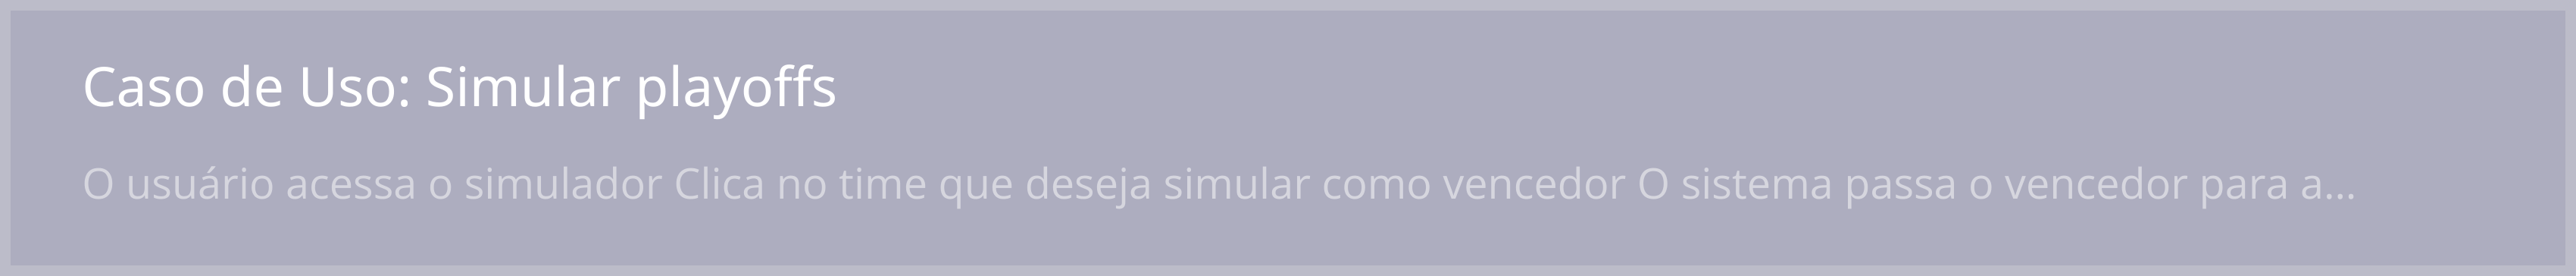 Caso de Uso: Simular playoffs
O usuário acessa o simulador Clica no time que deseja simular como vencedor O sistema passa o vencedor para a...